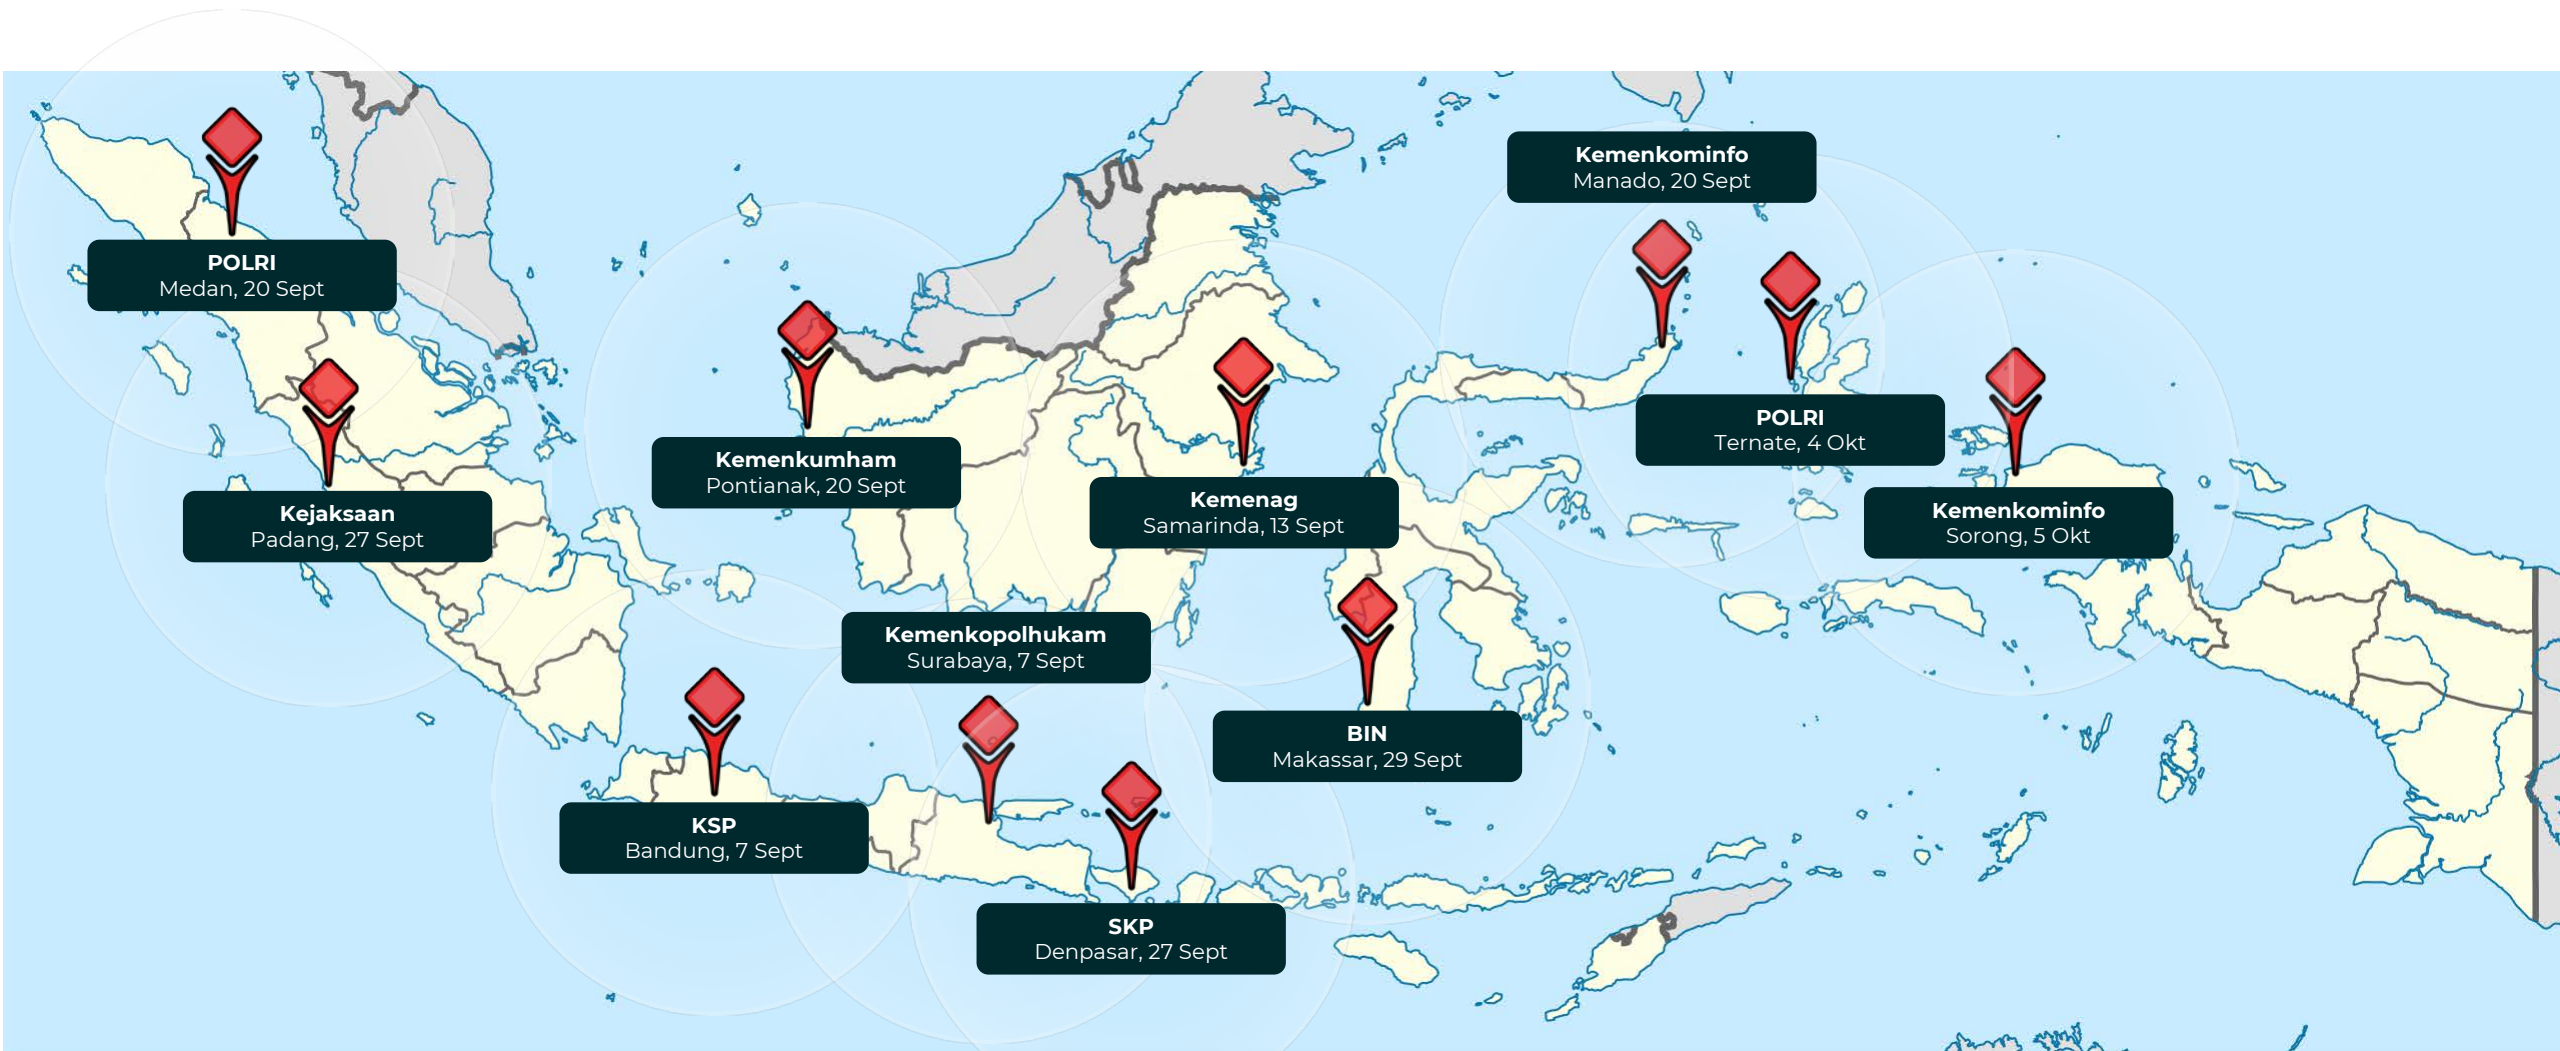 Kemenkominfo
Manado, 20 Sept
POLRI
Medan, 20 Sept
POLRI
Ternate, 4 Okt
Kemenkumham
Pontianak, 20 Sept
Kemenag
Samarinda, 13 Sept
Kejaksaan
Padang, 27 Sept
Kemenkominfo
Sorong, 5 Okt
Kemenkopolhukam
Surabaya, 7 Sept
BIN
Makassar, 29 Sept
KSP
Bandung, 7 Sept
SKP
Denpasar, 27 Sept